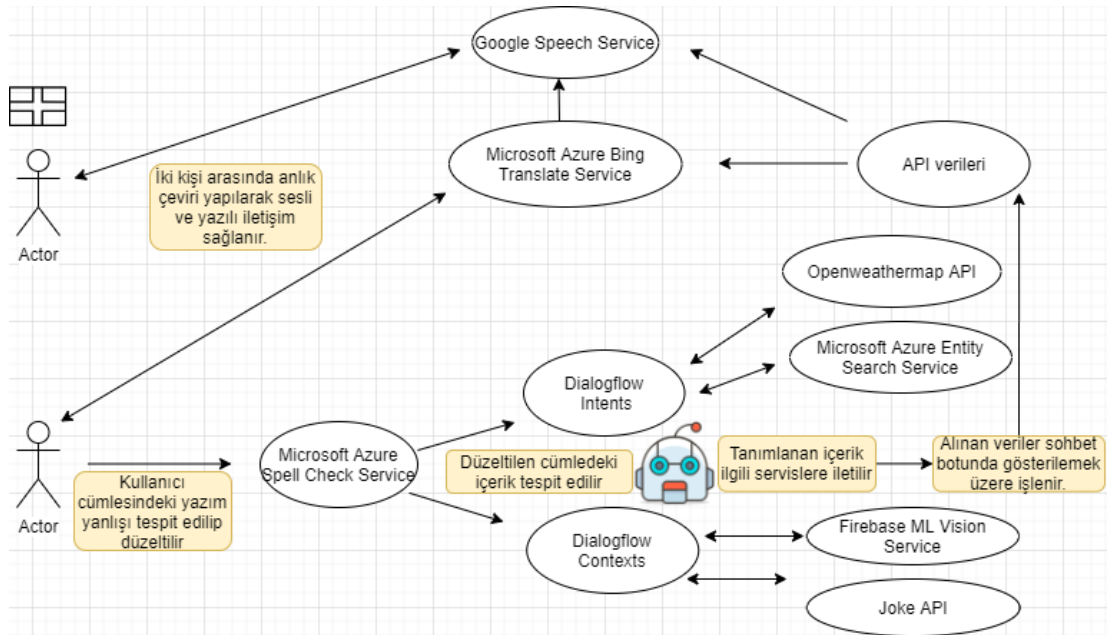 Google Speech Service
Microsoft Azure Bing
Translate Service
API verileri
İki kişi arasında anlık
çeviri yapılarak sesli
ve yazılı iletişim
sağlanır.
Actor
Openweathermap API
Microsoft Azure Entity
Search Service
Dialogflow
Intents
Microsoft Azure
Spell Check Service
Düzeltilen cümledeki
içerik tespit edilir
Tanımlanan içerik
ilgili servislere iletilir
Alınan veriler sohbet
botunda gösterilemek
üzere işlenir.
Actor
Kullanıcı
cümlesindeki yazım
yanlışı tespit edilip
düzeltilir
Dialogflow
Contexts
Firebase ML Vision
Service
Joke API